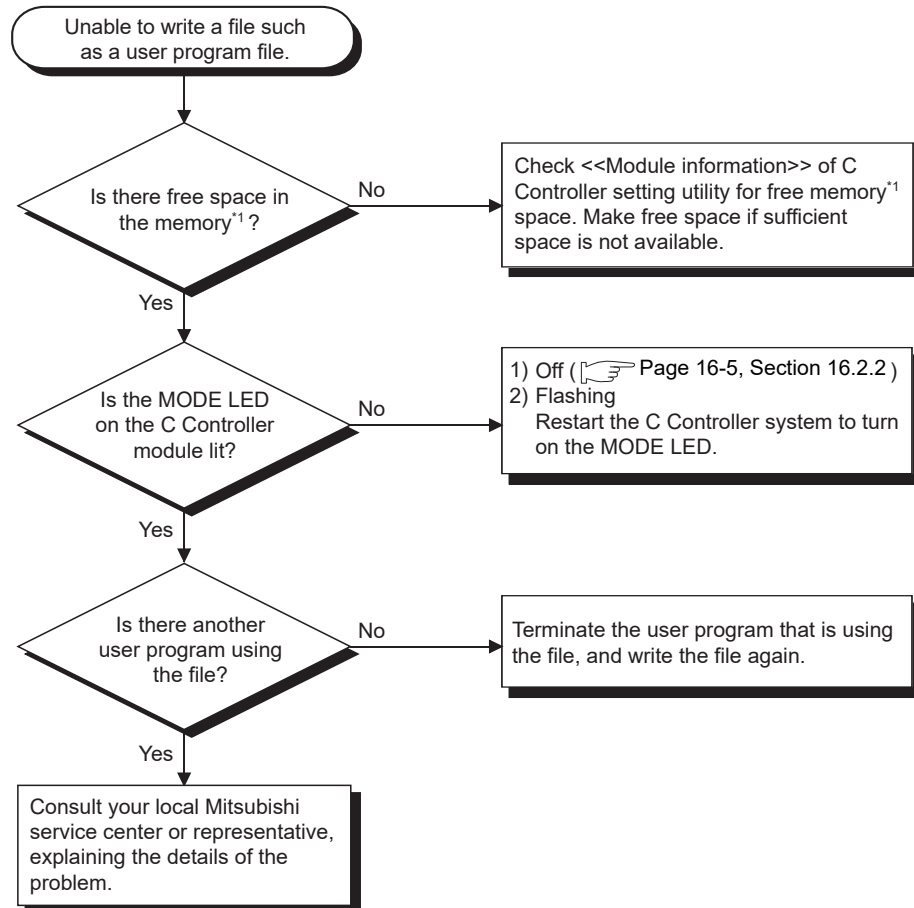 Unable to write a file such
as a user program file.
Is there free space in
the memory*1 ?
No
Check <<Module information>> of C
Controller setting utility for free memory*1
space. Make free space if sufficient
space is not available.
Yes
Is the MODE LED
on the C Controller
module lit?
No
1) Off ( Page 16-5, Section 16.2.2 )
2) Flashing
Restart the C Controller system to turn
on the MODE LED.
Yes
Is there another
user program using
the file?
No
Terminate the user program that is using
the file, and write the file again.
Yes
Consult your local Mitsubishi
service center or representative,
explaining the details of the
problem.